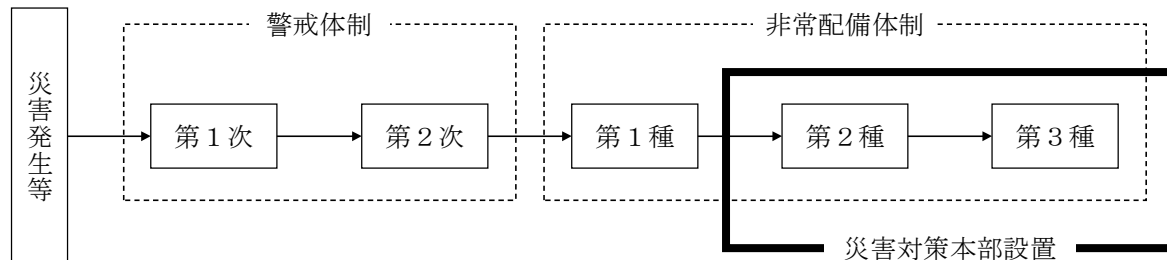 災害発生等
警戒体制
第１次
第２次
非常配備体制
第１種
第２種
第３種
災害対策本部設置